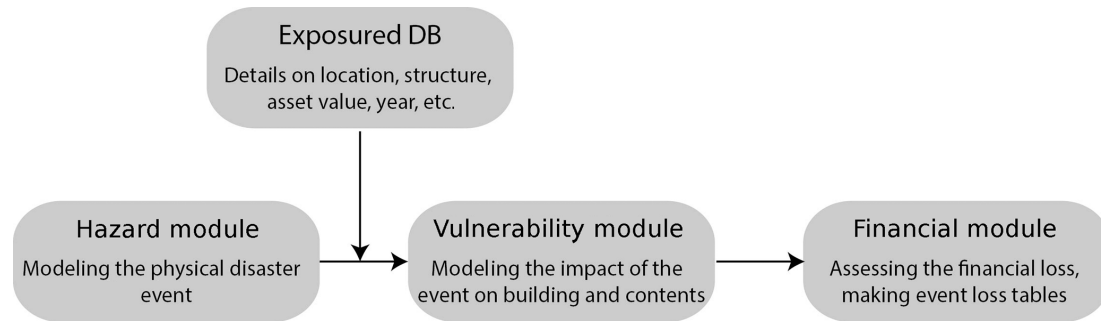 Exposured DB
Details on location, structure,
asset value, year, etc.
Hazard module
Modeling the physical disaster
event
Vulnerability module
Modeling the impact of the
event on building and contents
Financial module
Assessing the financial loss,
making event loss tables